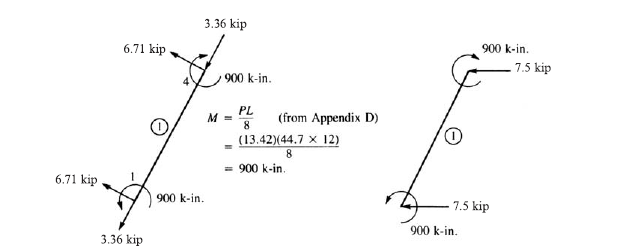 3.36 kip
6.71 kip
4
900 k-in.
1
M = PL/8 (from Appendix D)
= (13.42)(44.7 × 12)/8
= 900 k-in.
6.71 kip
1
900 k-in.
3.36 kip
900 k-in.
7.5 kip
1
7.5 kip
900 k-in.